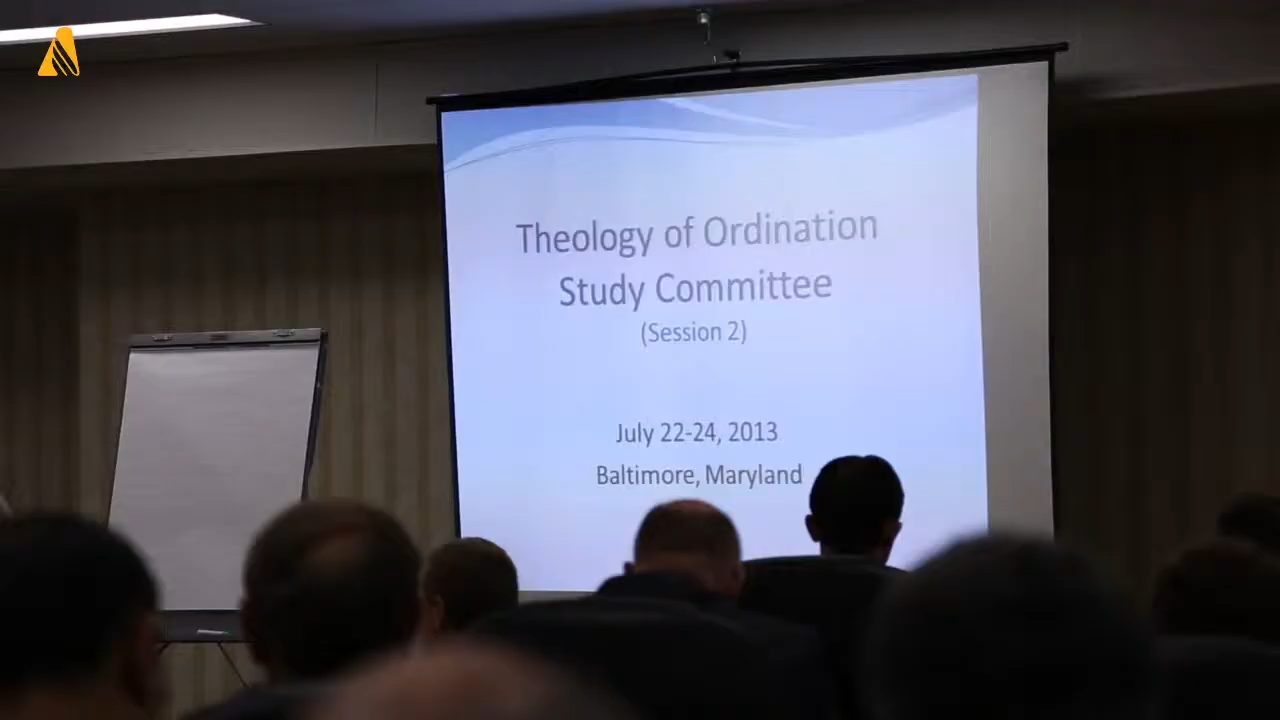 Theology of Ordination
Study Committee
(Session 2)
July 22-24, 2013
Baltimore, Maryland